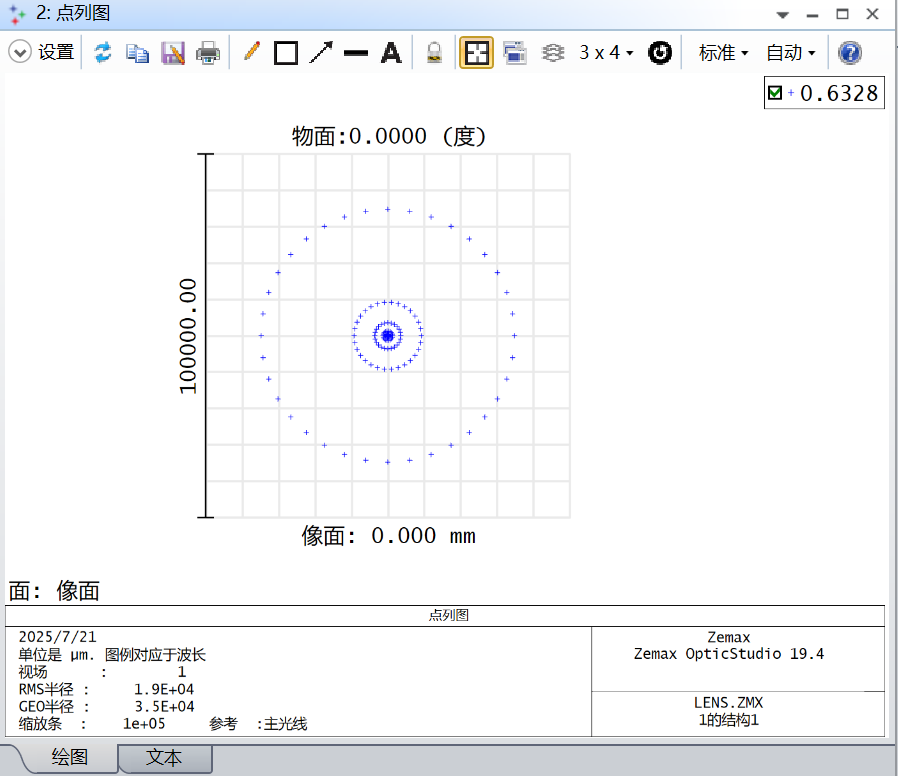 2: 点列图
设置
A
3 x 4
标准
自动
+ 0.6328
物面:0.0000 (度)
100000.00
像面: 0.000 mm
面: 像面
点列图
2025/7/21
单位是 µm. 图例对应于波长
视场 : 1
RMS半径 : 1.9E+04
GEO半径 : 3.5E+04
缩放条 : 1e+05 参考 :主光线
Zemax
Zemax OpticStudio 19.4
LENS.ZMX
1的结构1
绘图
文本